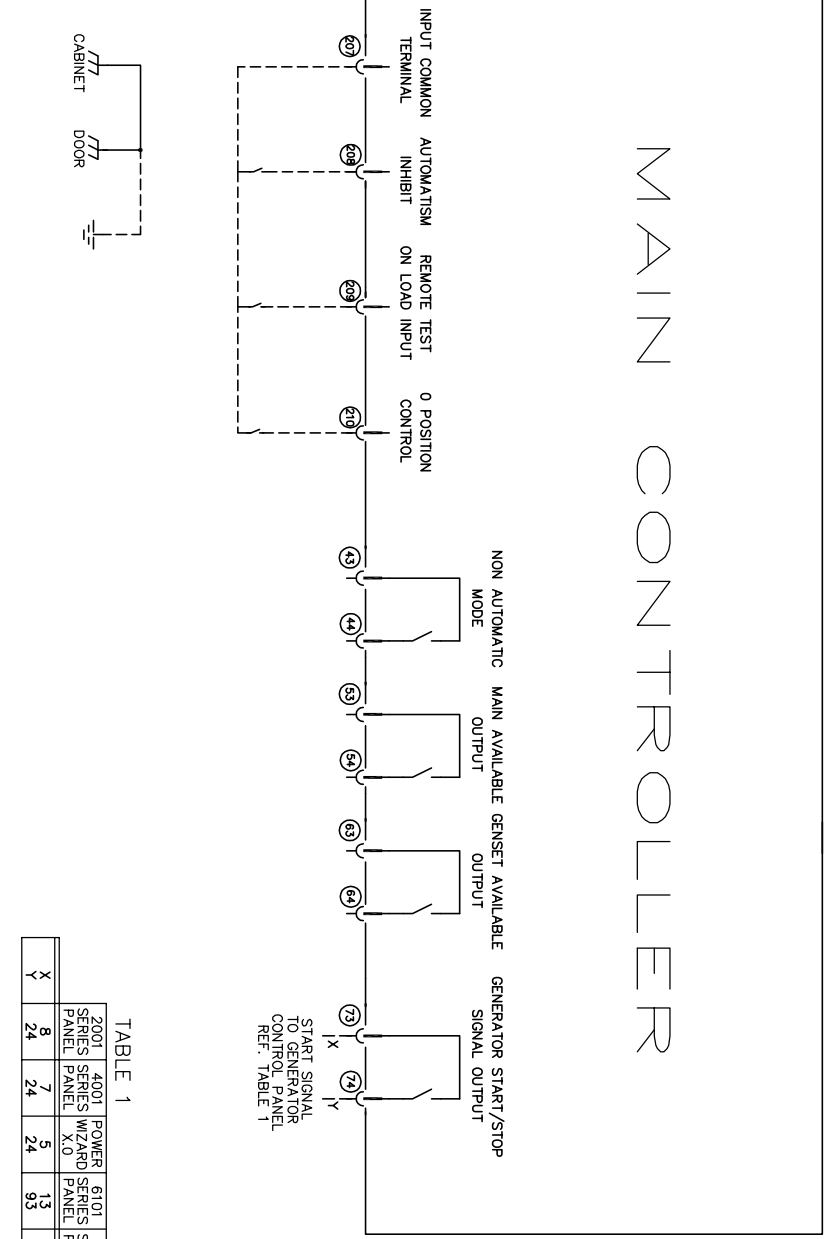 MAIN CONTROLLER
INPUT COMMON
TERMINAL
AUTOMATISM
INHIBIT
REMOTE TEST
ON LOAD INPUT
0 POSITION
CONTROL
NON AUTOMATIC
MODE
MAIN AVAILABLE
OUTPUT
GENSET AVAILABLE
OUTPUT
GENERATOR START/STOP
SIGNAL OUTPUT
207
208
209
210
43
44
53
54
63
64
73
74
X
Y
START SIGNAL
TO GENERATOR
CONTROL PANEL
REF. TABLE 1
CABINET
DOOR
TABLE 1
2001
SERIES
PANEL
4001
SERIES
PANEL
POWER
WIZARD
X.0
6101
SERIES
PANEL
X 8 7 5 13
Y 24 24 24 93